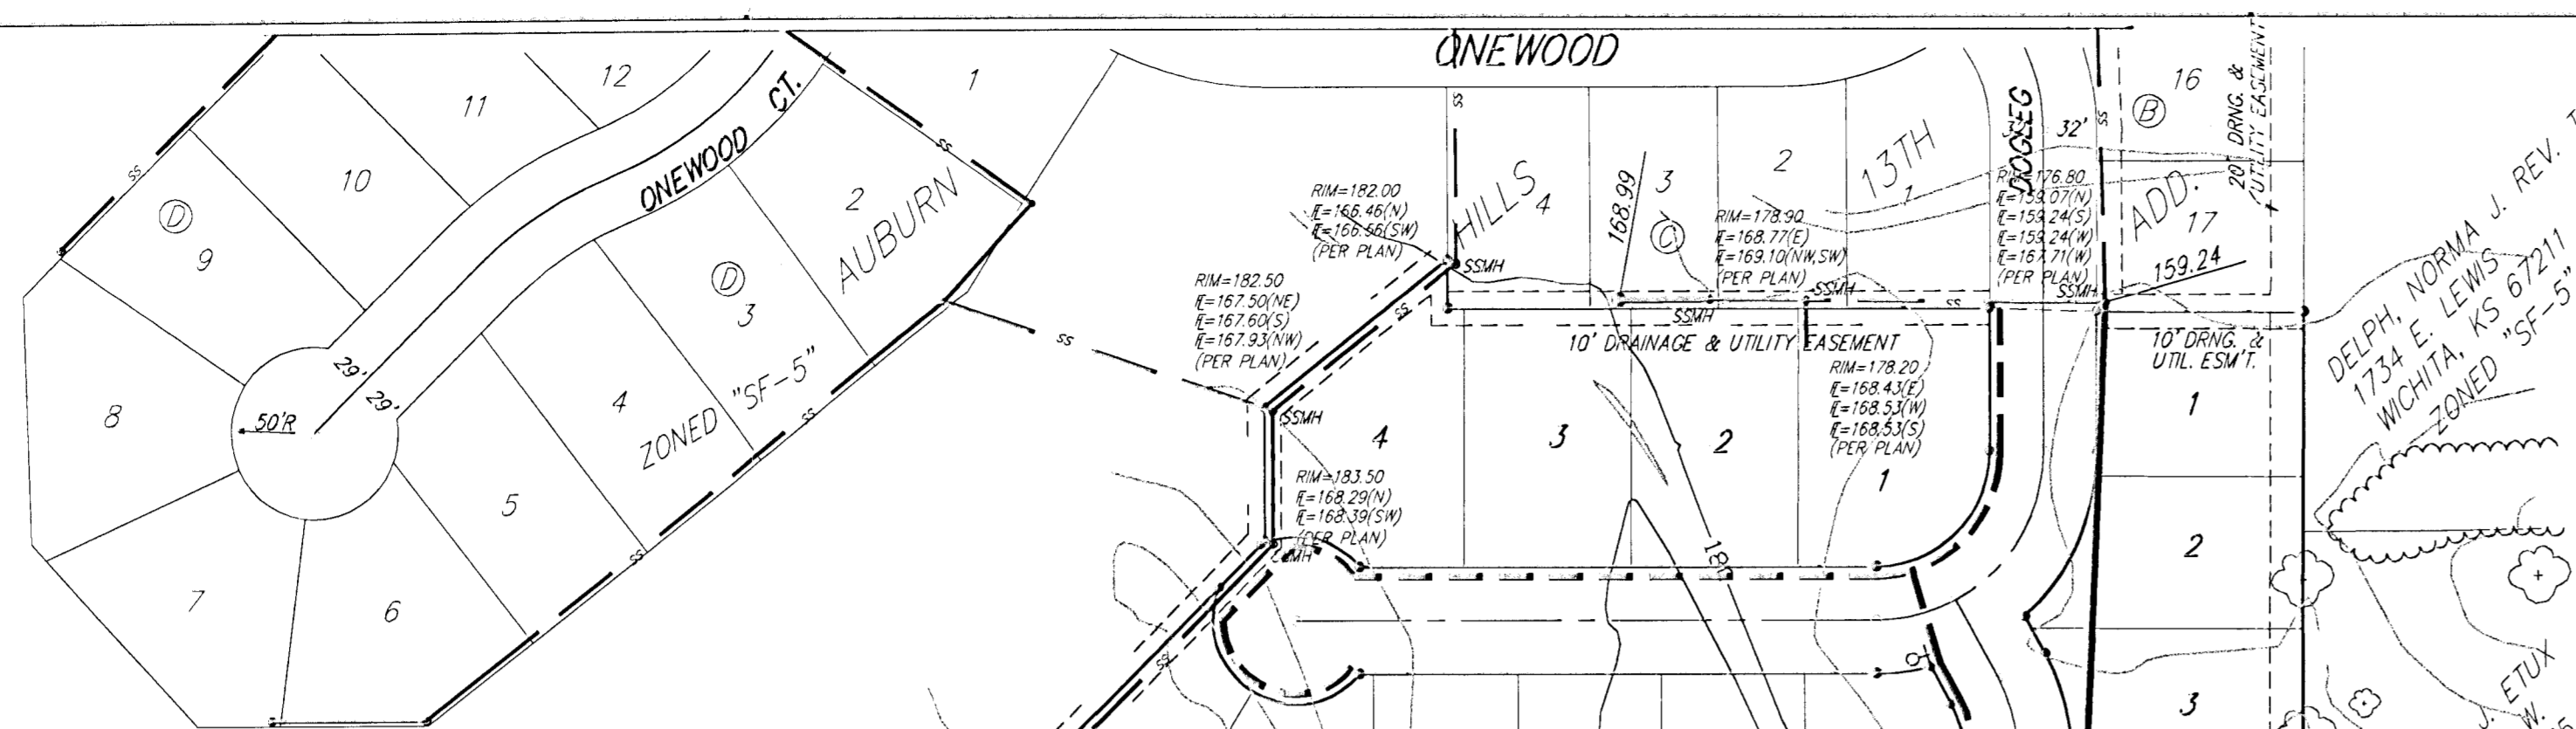 ONEWOOD
ONEWOOD CT.
12
11
10
9
8
7
6
5
4
3
2
1
D
D
AUBURN
HILLS
13TH
ADD.
ZONED "SF-5"
29'
29'
50'R
SS
SS
SS
SS
SS
SS
SS
SS
SS
SS
SS
RIM=182.00
FL=166.46(N)
FL=166.56(SW)
(PER PLAN)
SSMH
RIM=182.50
FL=167.50(NE)
FL=167.60(S)
FL=167.93(NW)
(PER PLAN)
SSMH
RIM=183.50
FL=168.29(N)
FL=168.39(SW)
(PER PLAN)
SSMH
4
3
2
1
168.99
C
RIM=178.90
FL=168.77(E)
FL=169.10(NW,SW)
(PER PLAN)
SSMH
SSMH
10' DRAINAGE & UTILITY EASEMENT
RIM=178.20
FL=168.43(E)
FL=168.53(W)
FL=168.53(S)
(PER PLAN)
DOGLEG
32'
RIM=176.80
FL=159.07(N)
FL=159.24(S)
FL=159.24(W)
FL=167.71(W)
(PER PLAN)
SSMH
159.24
16
B
17
20' DRNG. &
UTILITY EASEMENT
10' DRNG. &
UTIL. ESM'T.
4
3
2
1
1
2
3
DELPH, NORMA J. REV.
1734 E. LEWIS
WICHITA, KS 67211
ZONED "SF-5"
J. ETUX
W.